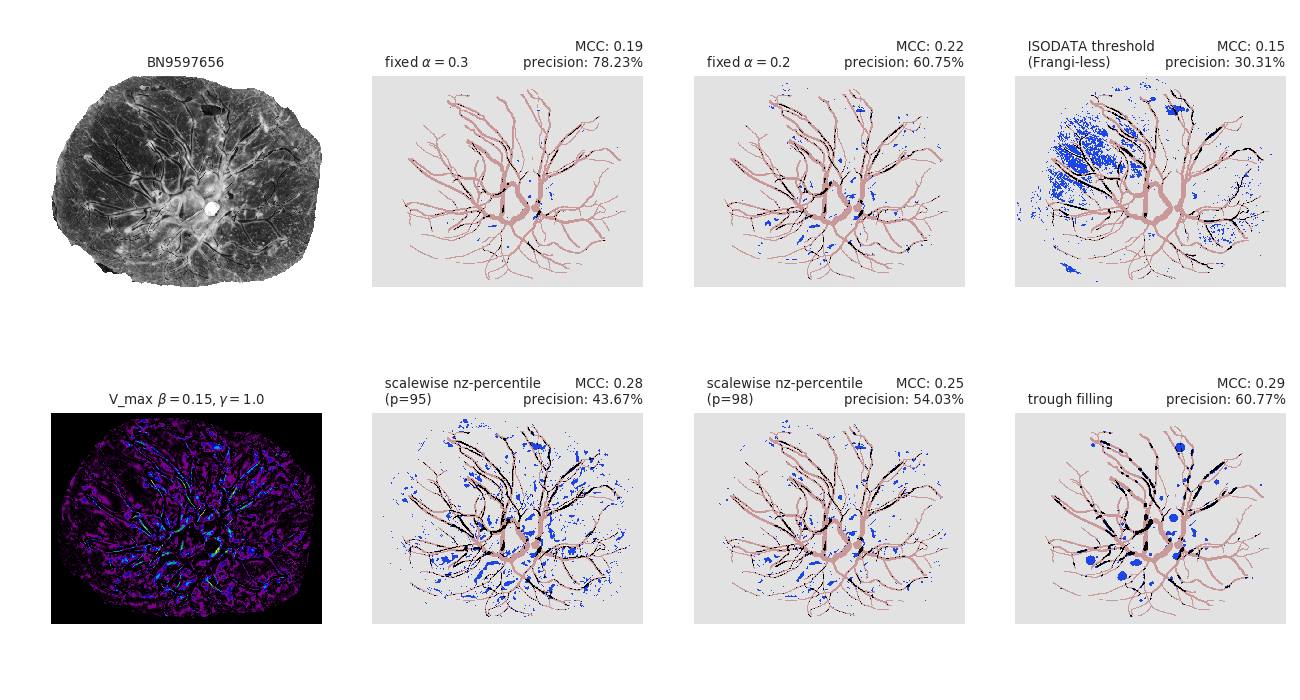 BN9597656
MCC: 0.19
fixed α = 0.3 precision: 78.23%
MCC: 0.22
fixed α = 0.2 precision: 60.75%
ISODATA threshold MCC: 0.15
(Frangi-less) precision: 30.31%
V_max β = 0.15, γ = 1.0
scalewise nz-percentile MCC: 0.28
(p=95) precision: 43.67%
scalewise nz-percentile MCC: 0.25
(p=98) precision: 54.03%
MCC: 0.29
trough filling precision: 60.77%